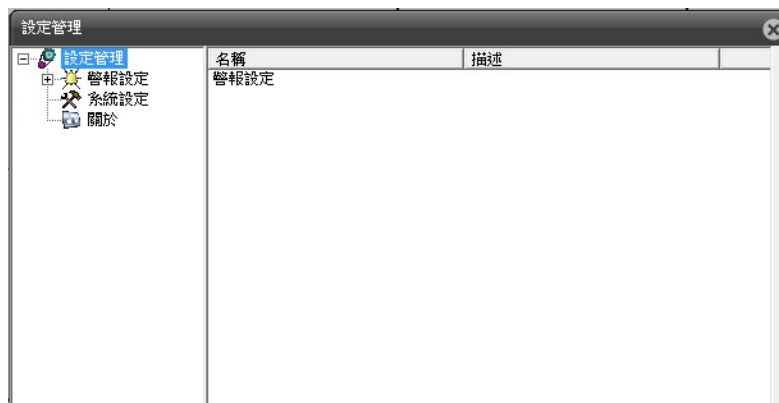 設定管理
設定管理
警報設定
系統設定
關於
名稱 描述
警報設定